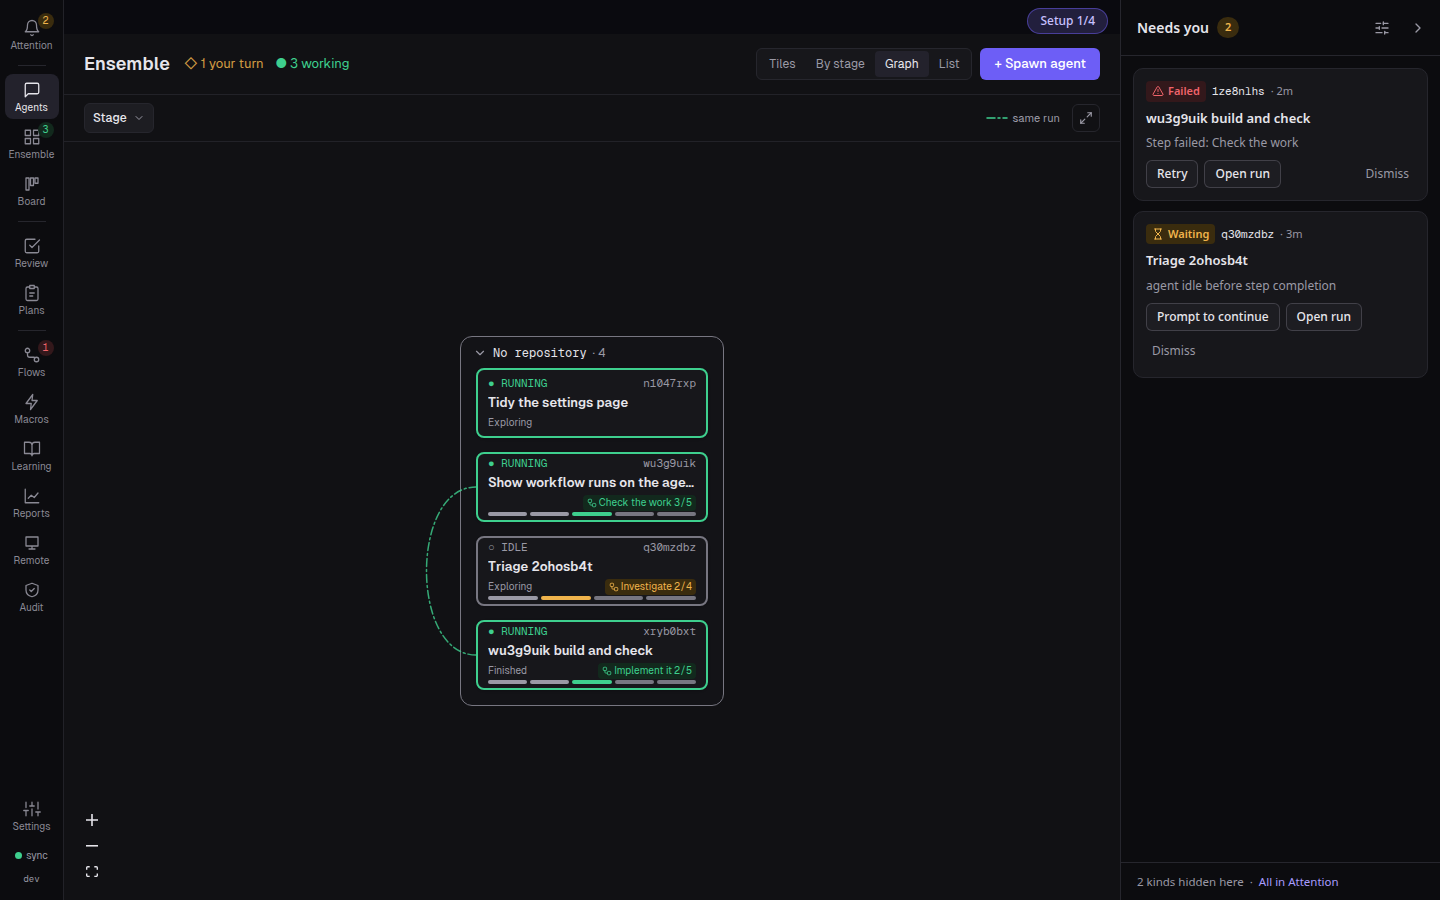 2
Attention
Agents
3
Ensemble
Board
Review
Plans
1
Flows
Macros
Learning
Reports
Remote
Audit
Settings
sync
dev
Setup 1/4
Ensemble
1 your turn
3 working
Tiles
By stage
Graph
List
+ Spawn agent
Stage
same run
No repository · 4
RUNNING n1047rxp
Tidy the settings page
Exploring
RUNNING wu3g9uik
Show workflow runs on the age…
Check the work 3/5
IDLE q30mzdbz
Triage 2ohosb4t
Exploring Investigate 2/4
RUNNING xryb0bxt
wu3g9uik build and check
Finished Implement it 2/5
Needs you 2
Failed 1ze8nlhs · 2m
wu3g9uik build and check
Step failed: Check the work
Retry Open run Dismiss
Waiting q30mzdbz · 3m
Triage 2ohosb4t
agent idle before step completion
Prompt to continue Open run
Dismiss
2 kinds hidden here · All in Attention